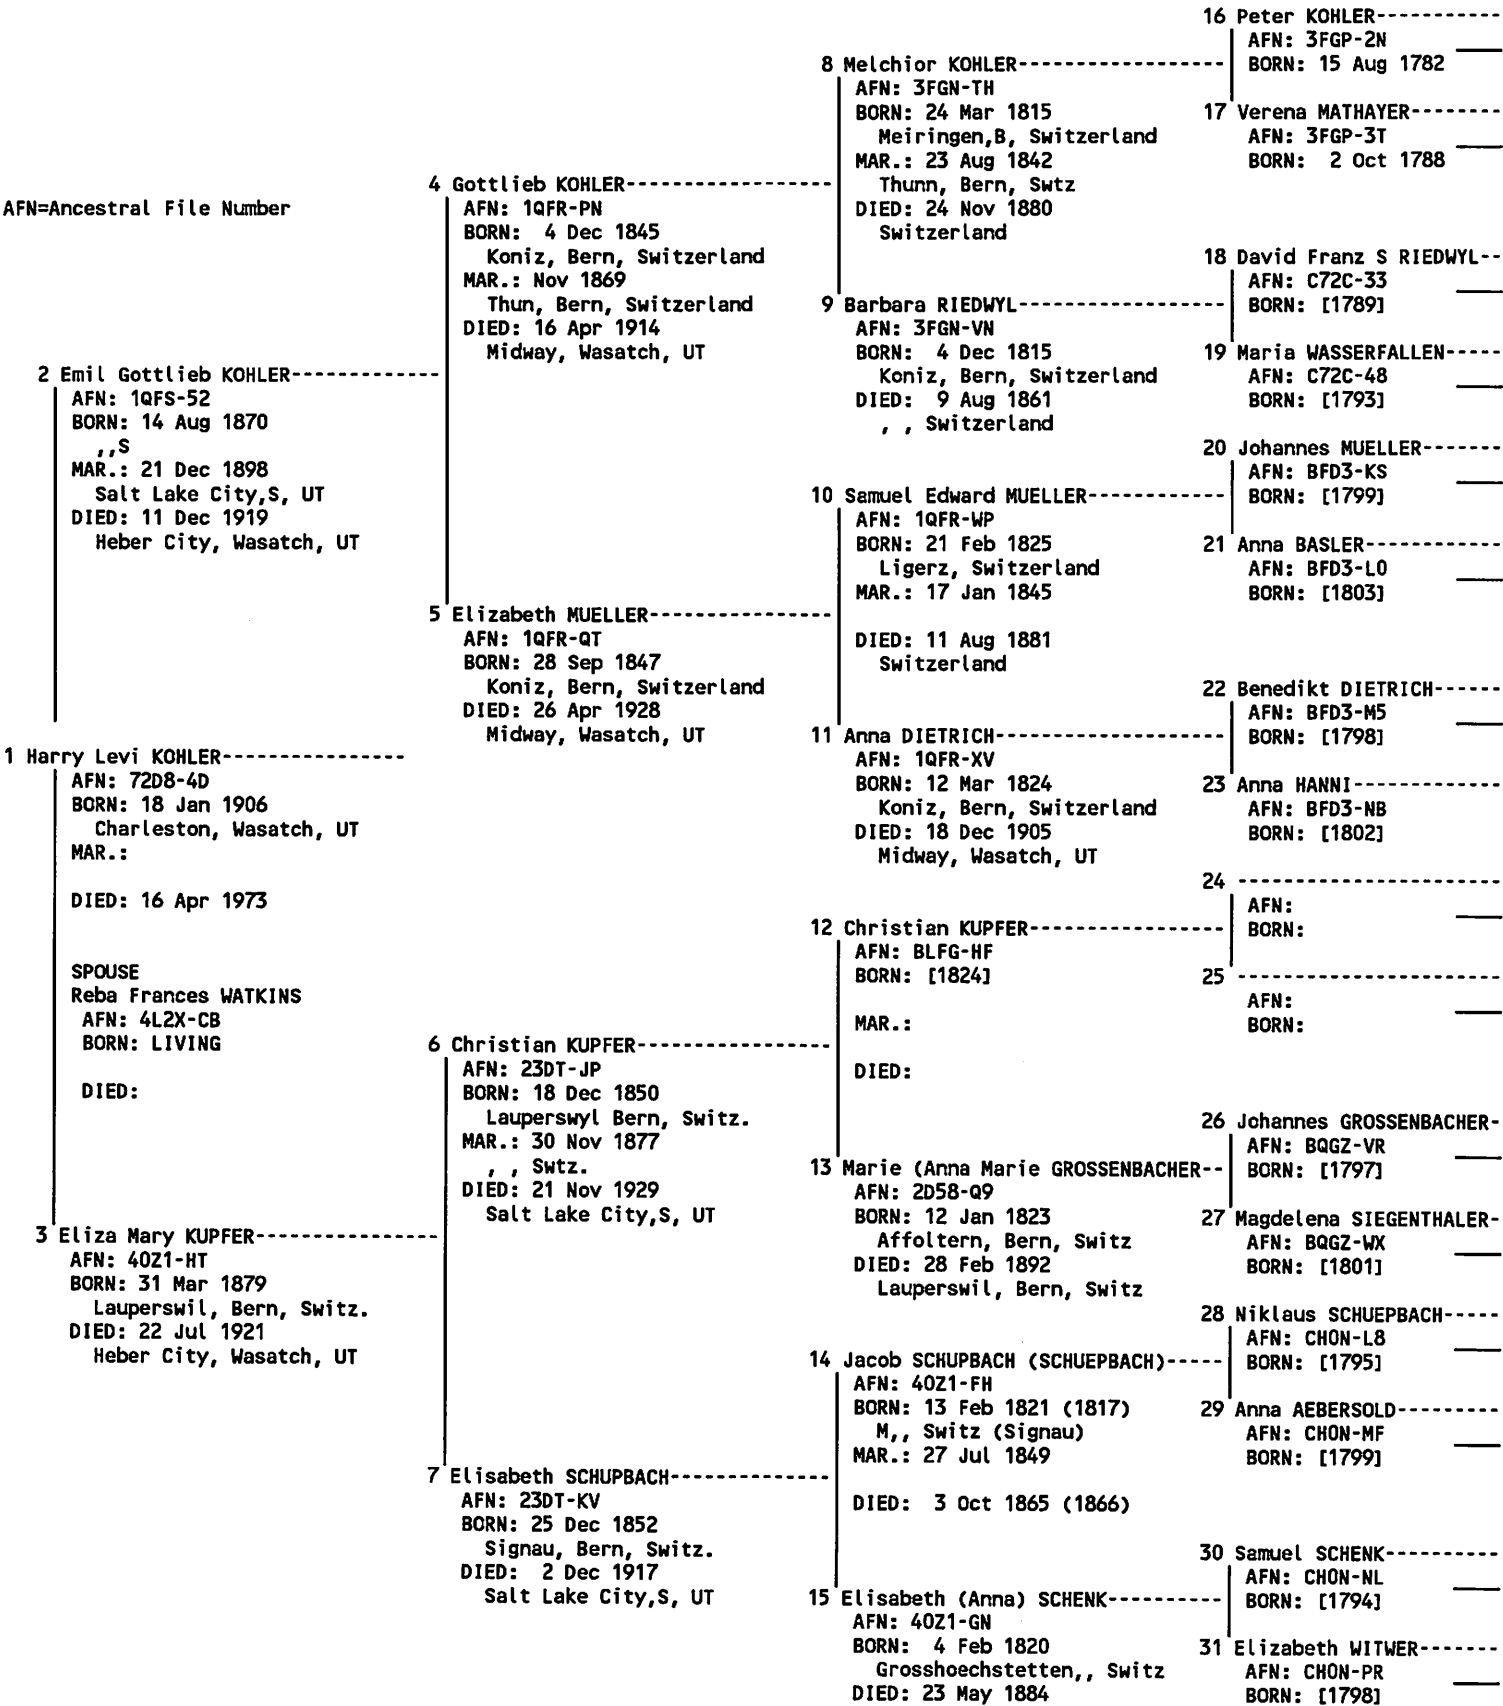 AFN=Ancestral File Number
1 Harry Levi KOHLER---------------
AFN: 72D8-4D
BORN: 18 Jan 1906
Charleston, Wasatch, UT
MAR.:
DIED: 16 Apr 1973
SPOUSE
Reba Frances WATKINS
AFN: 4L2X-CB
BORN: LIVING
DIED:
2 Emil Gottlieb KOHLER------------
AFN: 1QFS-52
BORN: 14 Aug 1870
,,S
MAR.: 21 Dec 1898
Salt Lake City,S, UT
DIED: 11 Dec 1919
Heber City, Wasatch, UT
3 Eliza Mary KUPFER---------------
AFN: 40Z1-HT
BORN: 31 Mar 1879
Lauperswil, Bern, Switz.
DIED: 22 Jul 1921
Heber City, Wasatch, UT
4 Gottlieb KOHLER-----------------
AFN: 1QFR-PN
BORN: 4 Dec 1845
Koniz, Bern, Switzerland
MAR.: Nov 1869
Thun, Bern, Switzerland
DIED: 16 Apr 1914
Midway, Wasatch, UT
5 Elizabeth MUELLER---------------
AFN: 1QFR-QT
BORN: 28 Sep 1847
Koniz, Bern, Switzerland
DIED: 26 Apr 1928
Midway, Wasatch, UT
6 Christian KUPFER----------------
AFN: 23DT-JP
BORN: 18 Dec 1850
Lauperswyl Bern, Switz.
MAR.: 30 Nov 1877
, , Swtz.
DIED: 21 Nov 1929
Salt Lake City,S, UT
7 Elisabeth SCHUPBACH-------------
AFN: 23DT-KV
BORN: 25 Dec 1852
Signau, Bern, Switz.
DIED: 2 Dec 1917
Salt Lake City,S, UT
8 Melchior KOHLER-----------------
AFN: 3FGN-TH
BORN: 24 Mar 1815
Meiringen,B, Switzerland
MAR.: 23 Aug 1842
Thunn, Bern, Swtz
DIED: 24 Nov 1880
Switzerland
9 Barbara RIEDWYL-----------------
AFN: 3FGN-VN
BORN: 4 Dec 1815
Koniz, Bern, Switzerland
DIED: 9 Aug 1861
, , Switzerland
10 Samuel Edward MUELLER-----------
AFN: 1QFR-WP
BORN: 21 Feb 1825
Ligerz, Switzerland
MAR.: 17 Jan 1845
DIED: 11 Aug 1881
Switzerland
11 Anna DIETRICH-------------------
AFN: 1QFR-XV
BORN: 12 Mar 1824
Koniz, Bern, Switzerland
DIED: 18 Dec 1905
Midway, Wasatch, UT
12 Christian KUPFER----------------
AFN: BLFG-HF
BORN: [1824]
MAR.:
DIED:
13 Marie (Anna Marie GROSSENBACHER--
AFN: 2D58-Q9
BORN: 12 Jan 1823
Affoltern, Bern, Switz
DIED: 28 Feb 1892
Lauperswil, Bern, Switz
14 Jacob SCHUPBACH (SCHUEPBACH)-----
AFN: 40Z1-FH
BORN: 13 Feb 1821 (1817)
M,, Switz (Signau)
MAR.: 27 Jul 1849
DIED: 3 Oct 1865 (1866)
15 Elisabeth (Anna) SCHENK----------
AFN: 40Z1-GN
BORN: 4 Feb 1820
Grosshoechstetten,, Switz
DIED: 23 May 1884
16 Peter KOHLER-----------
AFN: 3FGP-2N
BORN: 15 Aug 1782
17 Verena MATHAYER--------
AFN: 3FGP-3T
BORN: 2 Oct 1788
18 David Franz S RIEDWYL--
AFN: C72C-33
BORN: [1789]
19 Maria WASSERFALLEN-----
AFN: C72C-48
BORN: [1793]
20 Johannes MUELLER-------
AFN: BFD3-KS
BORN: [1799]
21 Anna BASLER------------
AFN: BFD3-L0
BORN: [1803]
22 Benedikt DIETRICH------
AFN: BFD3-M5
BORN: [1798]
23 Anna HANNI-------------
AFN: BFD3-NB
BORN: [1802]
24 ----------------------
AFN:
BORN:
25 ----------------------
AFN:
BORN:
26 Johannes GROSSENBACHER-
AFN: BQGZ-VR
BORN: [1797]
27 Magdelena SIEGENTHALER-
AFN: BQGZ-WX
BORN: [1801]
28 Niklaus SCHUEPBACH-----
AFN: CHON-L8
BORN: [1795]
29 Anna AEBERSOLD---------
AFN: CHON-MF
BORN: [1799]
30 Samuel SCHENK----------
AFN: CHON-NL
BORN: [1794]
31 Elizabeth WITWER-------
AFN: CHON-PR
BORN: [1798]